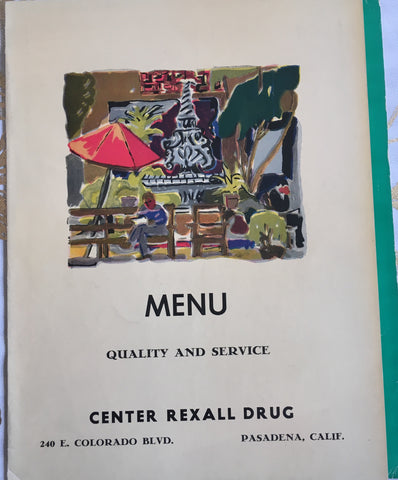 MENU
QUALITY AND SERVICE
CENTER REXALL DRUG
240 E. COLORADO BLVD. PASADENA, CALIF.